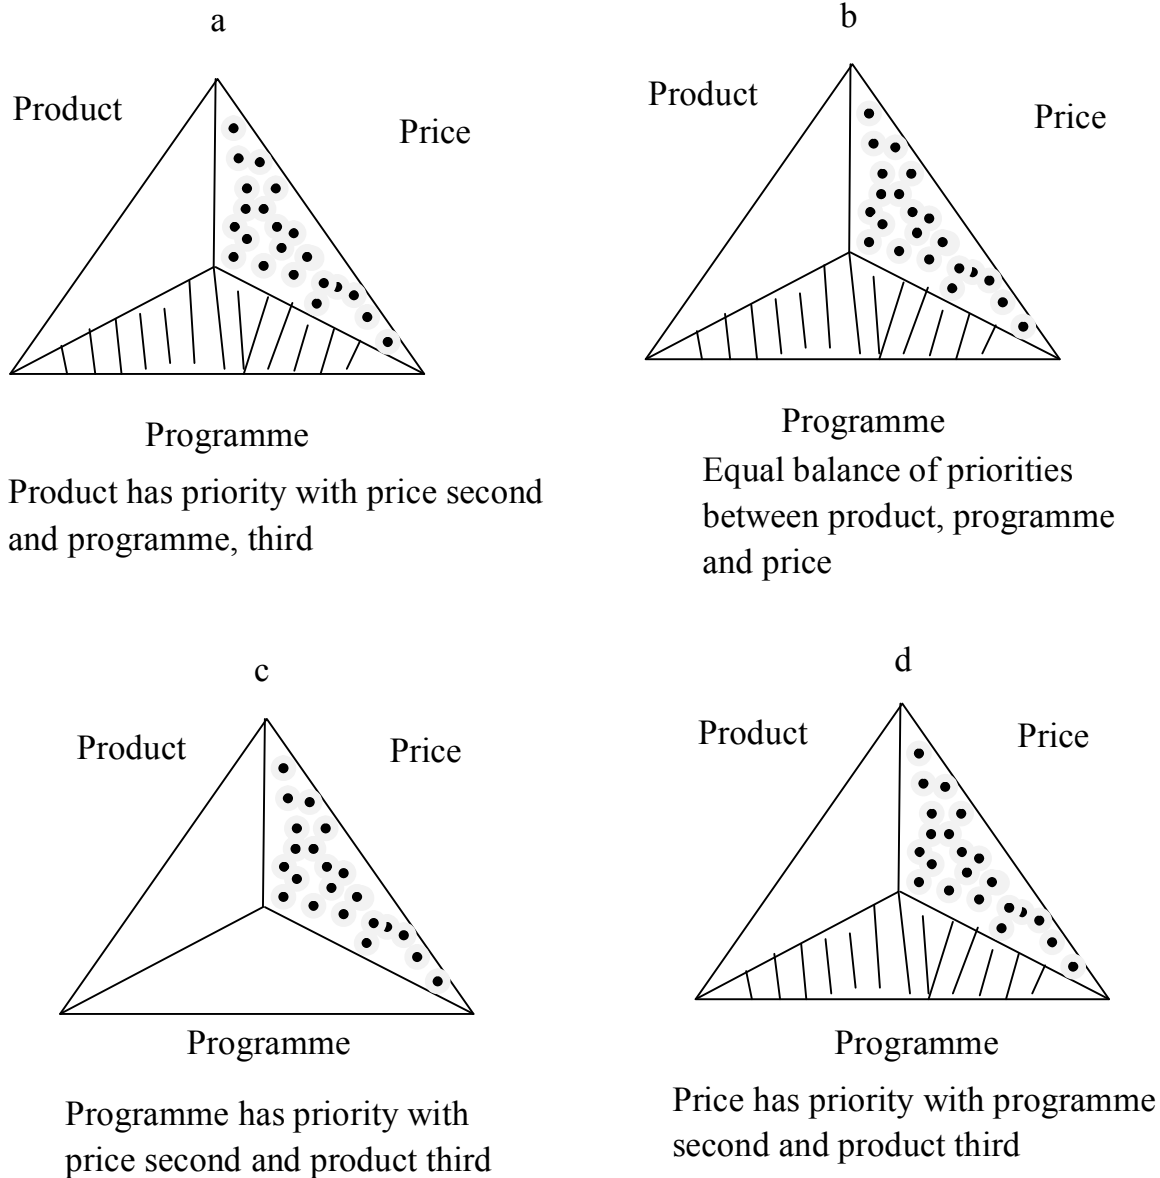 a
Product
Price
Programme
Product has priority with price second
and programme, third
b
Product
Price
Programme
Equal balance of priorities
between product, programme
and price
c
Product
Price
Programme
Programme has priority with
price second and product third
d
Product
Price
Programme
Price has priority with programme
second and product third